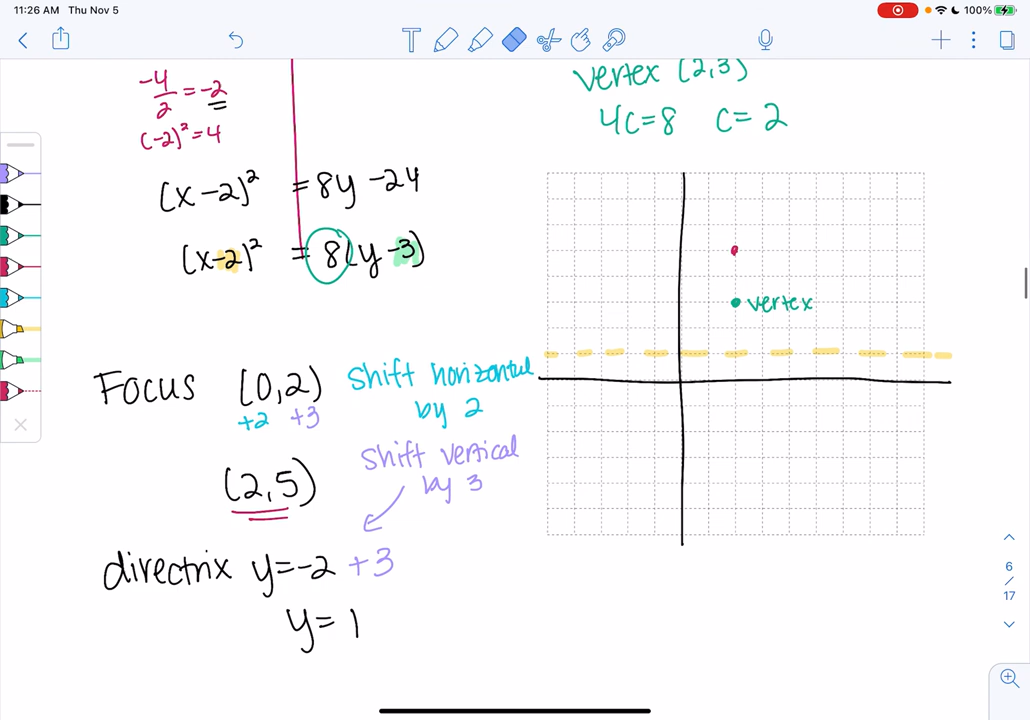 11:26 AM Thu Nov 5
100%
T
-4/2 = -2
(-2)² = 4
(x-2)² = 8y -24
(x-2)² = 8(y-3)
Focus (0,2)
+2 +3
shift horizontal
by 2
(2,5)
shift vertical
by 3
directrix y=-2 +3
y= 1
vertex (2,3)
4c=8 c= 2
vertex
6
/
17